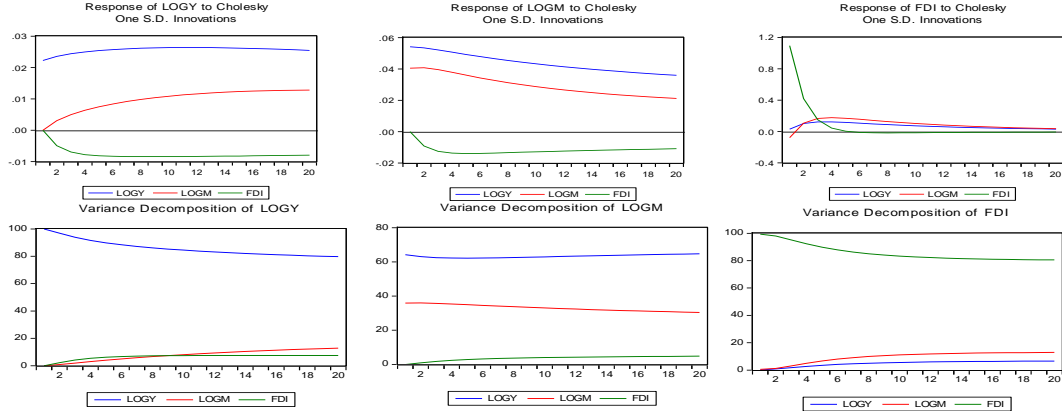 Response of LOGY to Cholesky
One S.D. Innovations
.03
.02
.01
.00
-.01
2 4 6 8 10 12 14 16 18 20
LOGY LOGM FDI
Response of LOGM to Cholesky
One S.D. Innovations
.06
.04
.02
.00
-.02
2 4 6 8 10 12 14 16 18 20
LOGY LOGM FDI
Response of FDI to Cholesky
One S.D. Innovations
1.2
0.8
0.4
0.0
-0.4
2 4 6 8 10 12 14 16 18 20
LOGY LOGM FDI
Variance Decomposition of LOGY
100
80
60
40
20
0
2 4 6 8 10 12 14 16 18 20
LOGY LOGM FDI
Variance Decomposition of LOGM
80
60
40
20
0
2 4 6 8 10 12 14 16 18 20
LOGY LOGM FDI
Variance Decomposition of FDI
100
80
60
40
20
0
2 4 6 8 10 12 14 16 18 20
LOGY LOGM FDI